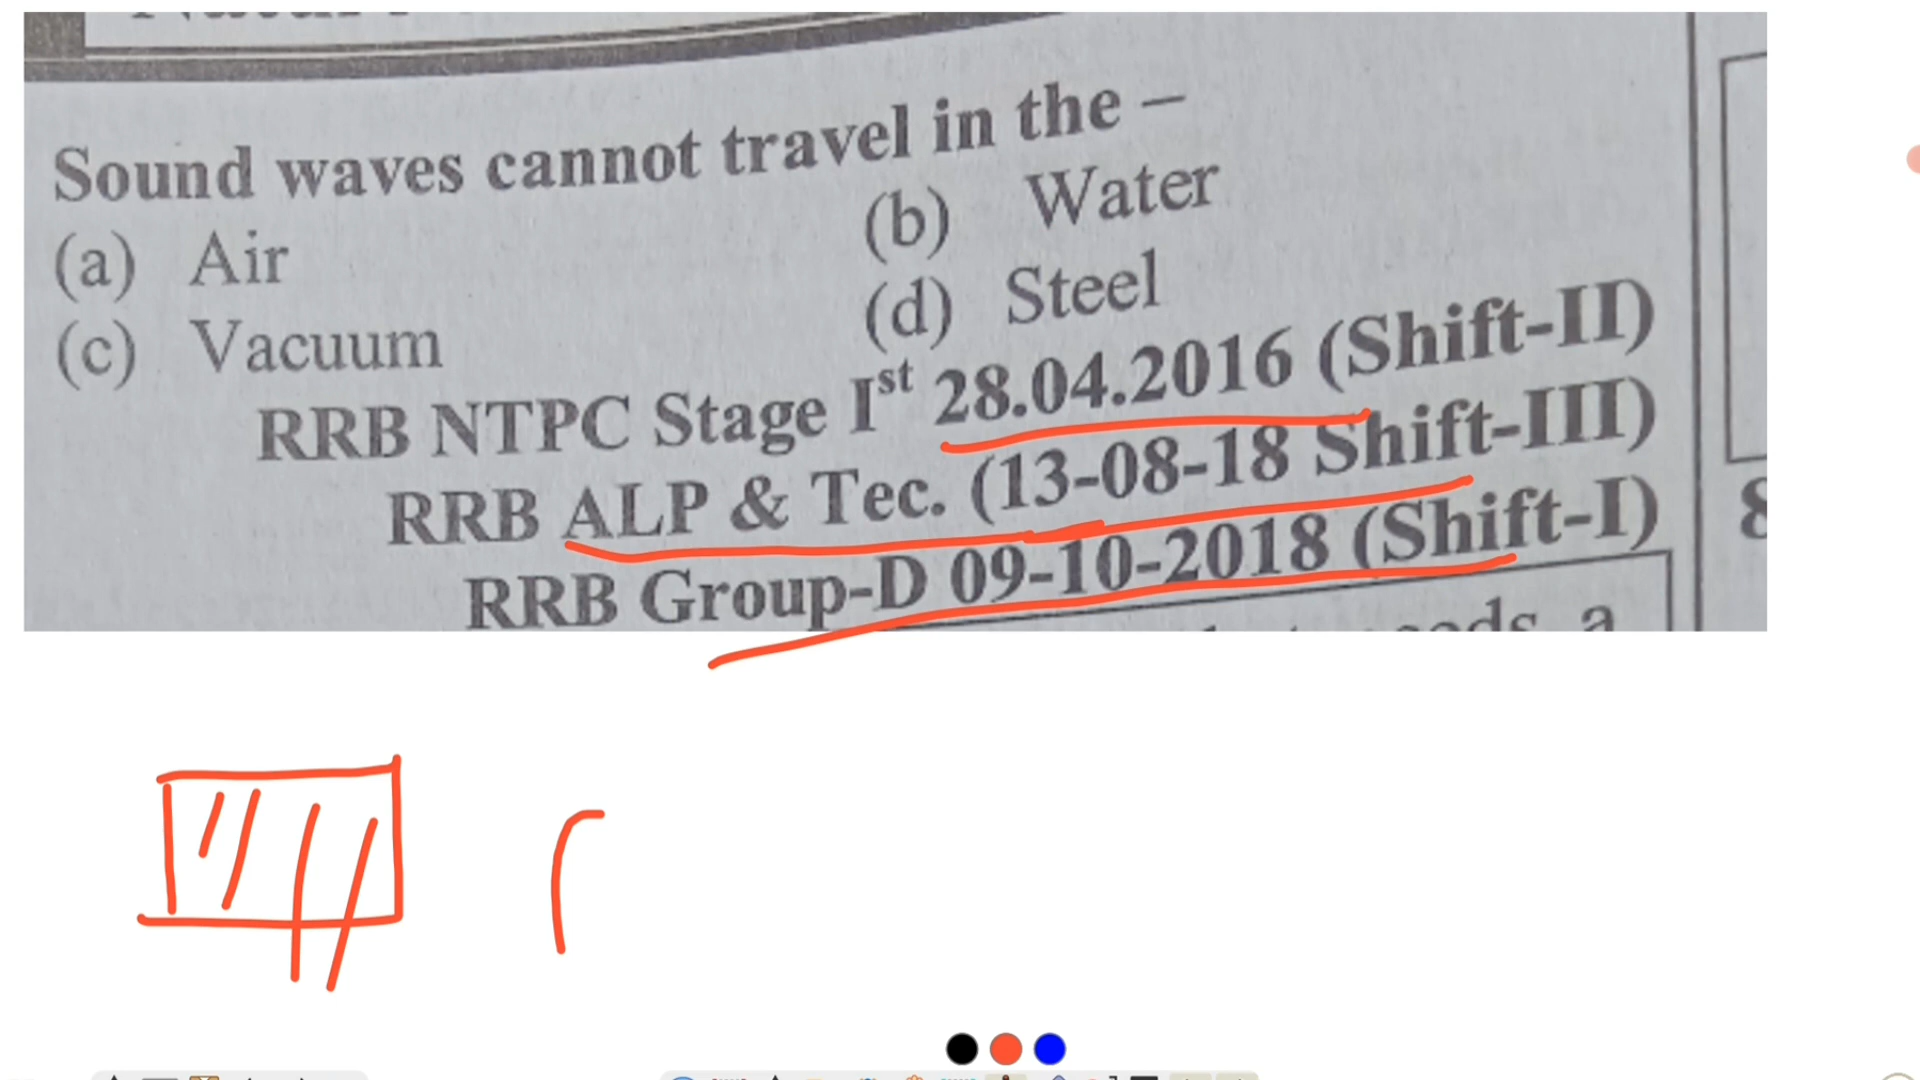 Sound waves cannot travel in the –
(a) Air (b) Water
(c) Vacuum (d) Steel
RRB NTPC Stage Ist 28.04.2016 (Shift-II)
RRB ALP & Tec. (13-08-18 Shift-III)
RRB Group-D 09-10-2018 (Shift-I)
a